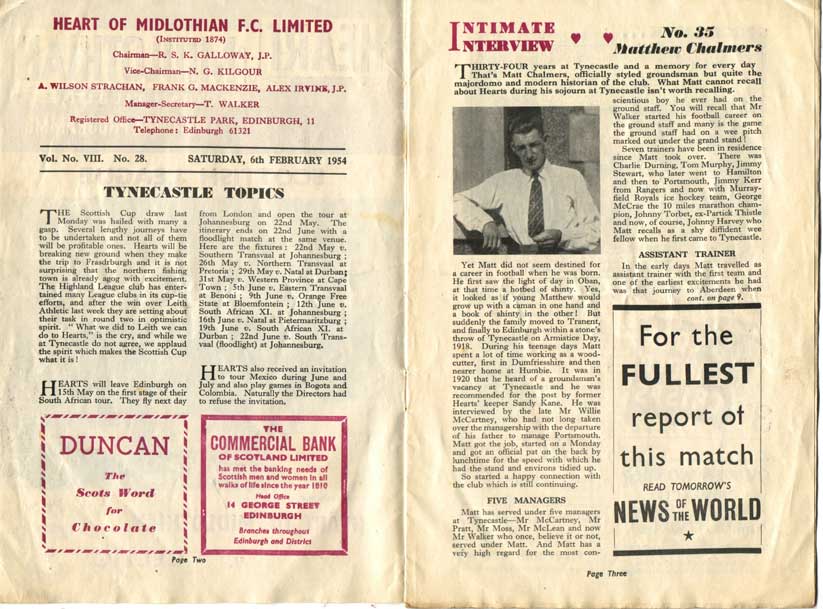 HEART OF MIDLOTHIAN F.C. LIMITED
(INSTITUTED 1874)
Chairman—R. S. K. GALLOWAY, J.P.
Vice-Chairman—N. G. KILGOUR
A. WILSON STRACHAN, FRANK G. MACKENZIE, ALEX IRVINE, J.P.
Manager-Secretary—T. WALKER
Registered Office—TYNECASTLE PARK, EDINBURGH, 11
Telephone: Edinburgh 61321
Vol. No. VIII. No. 28. SATURDAY, 6th FEBRUARY 1954
TYNECASTLE TOPICS
THE Scottish Cup draw last
Monday was hailed with many a
gasp. Several lengthy journeys have
to be undertaken and not all of them
will be profitable ones. Hearts will be
breaking new ground when they make
the trip to Frasdrburgh and it is not
surprising that the northern fishing
town is already agog with excitement.
The Highland League club has enter-
tained many League clubs in its cup-tie
efforts, and after the win over Leith
Athletic last week they are setting about
their task in round two in optimistic
spirit. " What we did to Leith we can
do to Hearts," is the cry, and while we
at Tynecastle do not agree, we applaud
the spirit which makes the Scottish Cup
what it is !
HEARTS will leave Edinburgh on
15th May on the first stage of their
South African tour. They fly next day
from London and open the tour at
Johannesburg on 22nd May. The
itinerary ends on 22nd June with a
floodlight match at the same venue.
Here are the fixtures : 22nd May v.
Southern Transvaal at Johannesburg ;
26th May v. Northern Transvaal at
Pretoria ; 29th May v. Natal at Durban;
31st May v. Western Province at Cape
Town ; 5th June v. Eastern Transvaal
at Benoni ; 9th June v. Orange Free
State at Bloemfontein ; 12th June v.
South African XI. at Johannesburg ;
16th June v. Natal at Pietermaritzburg ;
19th June v. South African XI. at
Durban ; 22nd June v. South Trans-
vaal (floodlight) at Johannesburg.
HEARTS also received an invitation
to tour Mexico during June and
July and also play games in Bogota and
Colombia. Naturally the Directors had
to refuse the invitation.
DUNCAN
The
Scots Word
for
Chocolate
THE
COMMERCIAL BANK
OF SCOTLAND LIMITED
has met the banking needs of
Scottish men and women in all
walks of life since the year 1810
Head Office
14 GEORGE STREET
EDINBURGH
Branches throughout
Edinburgh and District
Page Two
INTIMATE
INTERVIEW
No. 35
Matthew Chalmers
THIRTY-FOUR years at Tynecastle and a memory for every day
That's Matt Chalmers, officially styled groundsman but quite the
majordomo and modern historian of the club. What Matt cannot recall
about Hearts during his sojourn at Tynecastle isn't worth recalling.
Yet Matt did not seem destined for
a career in football when he was born.
He first saw the light of day in Oban,
at that time a hotbed of shinty. Yes,
it looked as if young Matthew would
grow up with a caman in one hand and
a book of shinty in the other! But
suddenly the family moved to Tranent,
and finally to Edinburgh within a stone's
throw of Tynecastle on Armistice Day,
1918. During his teenage days Matt
spent a lot of time working as a wood-
cutter, first in Dumfriesshire and then
nearer home at Humbie. It was in
1920 that he heard of a groundsman's
vacancy at Tynecastle and he was
recommended for the post by former
Hearts' keeper Sandy Kane. He was
interviewed by the late Mr Willie
McCartney, who had not long taken
over the managership with the departure
of his father to manage Portsmouth.
Matt got the job, started on a Monday
and got an official pat on the back by
lunchtime for the speed with which he
had the stand and environs tidied up.
So started a happy connection with
the club which is still continuing.
FIVE MANAGERS
Matt has served under five managers
at Tynecastle—Mr McCartney, Mr
Pratt, Mr Moss, Mr McLean and now
Mr Walker who once, believe it or not,
served under Matt. And Matt has a
very high regard for the most con-
scientious boy he ever had on the
ground staff. You will recall that Mr
Walker started his football career on
the ground staff and many is the game
the ground staff had on a wee pitch
marked out under the grand stand !
Seven trainers have been in residence
since Matt took over. There was
Charlie Durning, Tom Murphy, Jimmy
Stewart, who later went to Hamilton
and then to Portsmouth, Jimmy Kerr
from Rangers and now with Murray-
field Royals ice hockey team, George
McCrae the 10 miles marathon cham-
pion, Johnny Torbet, ex-Partick Thistle
and now, of course, Johnny Harvey who
Matt recalls as a shy diffident wee
fellow when he first came to Tynecastle.
ASSISTANT TRAINER
In the early days Matt travelled as
assistant trainer with the first team and
one of the earliest excitements he had
was that journey to Aberdeen when
cont. on page 9.
For the
FULLEST
report of
this match
READ TOMORROW'S
NEWS OF THE WORLD
Page Three